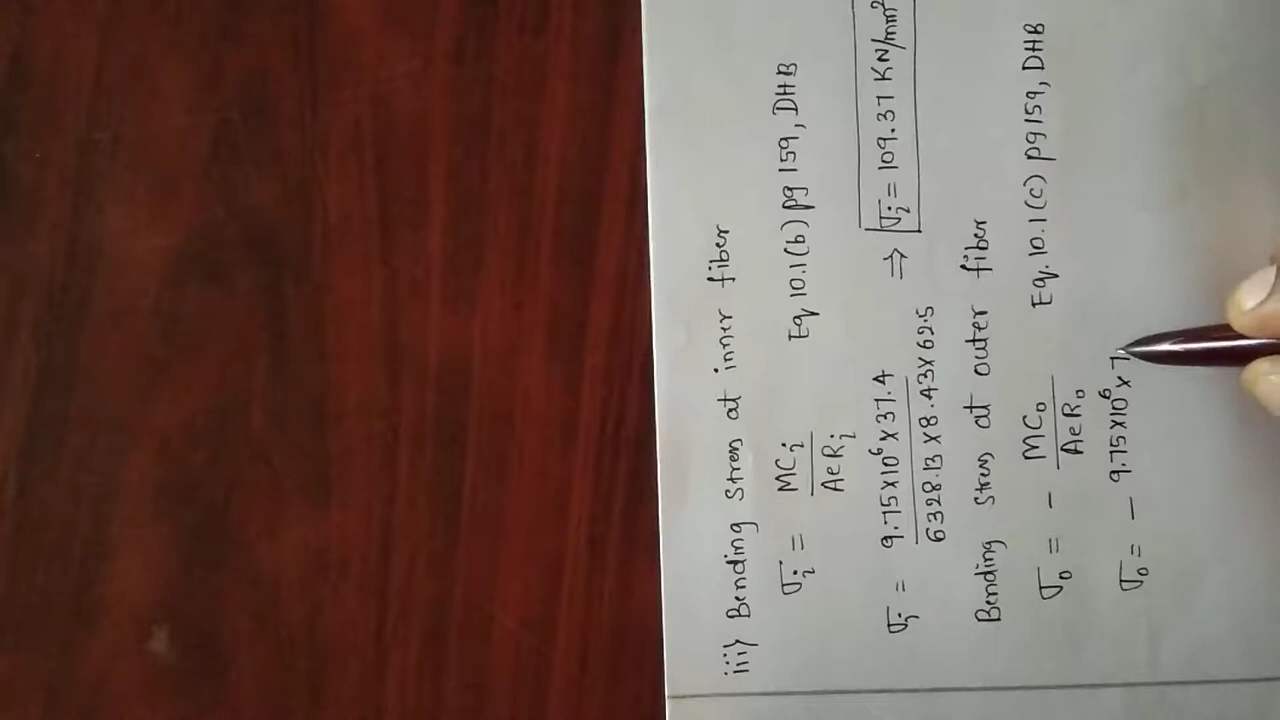 iii) Bending Stress at inner fiber
σi = MCi / AeRi Eq 10.1(b) pg 159, DHB
σi = 9.75×10^6 × 37.4 / 6328.13 × 8.43 × 62.5 ⇒ σi = 109.37 KN/mm²
Bending Stress at outer fiber
σo = - MCo / AeRo Eq. 10.1(c) pg 159, DHB
σo = - 9.75×10^6 × 7